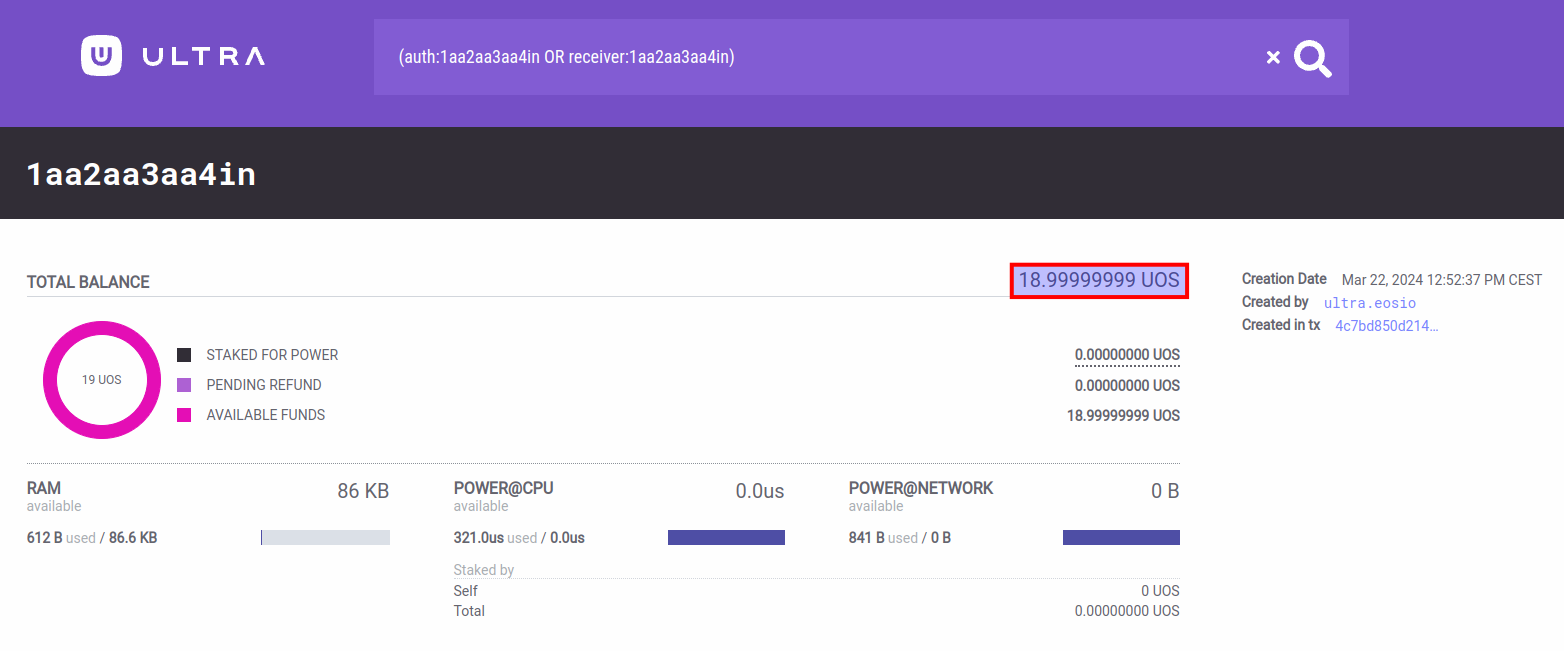 ULTRA
(auth:1aa2aa3aa4in OR receiver:1aa2aa3aa4in)
1aa2aa3aa4in
TOTAL BALANCE 18.99999999 UOS
19 UOS
STAKED FOR POWER 0.00000000 UOS
PENDING REFUND 0.00000000 UOS
AVAILABLE FUNDS 18.99999999 UOS
Creation Date Mar 22, 2024 12:52:37 PM CEST
Created by ultra.eosio
Created in tx 4c7bd850d214…
RAM 86 KB
available
612 B used / 86.6 KB
POWER@CPU 0.0us
available
321.0us used / 0.0us
POWER@NETWORK 0 B
available
841 B used / 0 B
Staked by
Self 0 UOS
Total 0.00000000 UOS